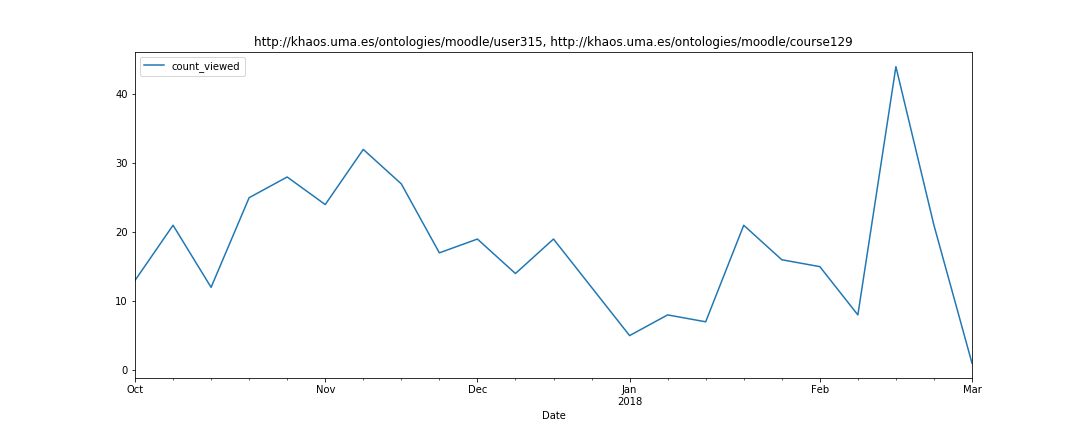 http://khaos.uma.es/ontologies/moodle/user315, http://khaos.uma.es/ontologies/moodle/course129
count_viewed
40
30
20
10
0
Oct Nov Dec Jan Feb Mar
2018
Date